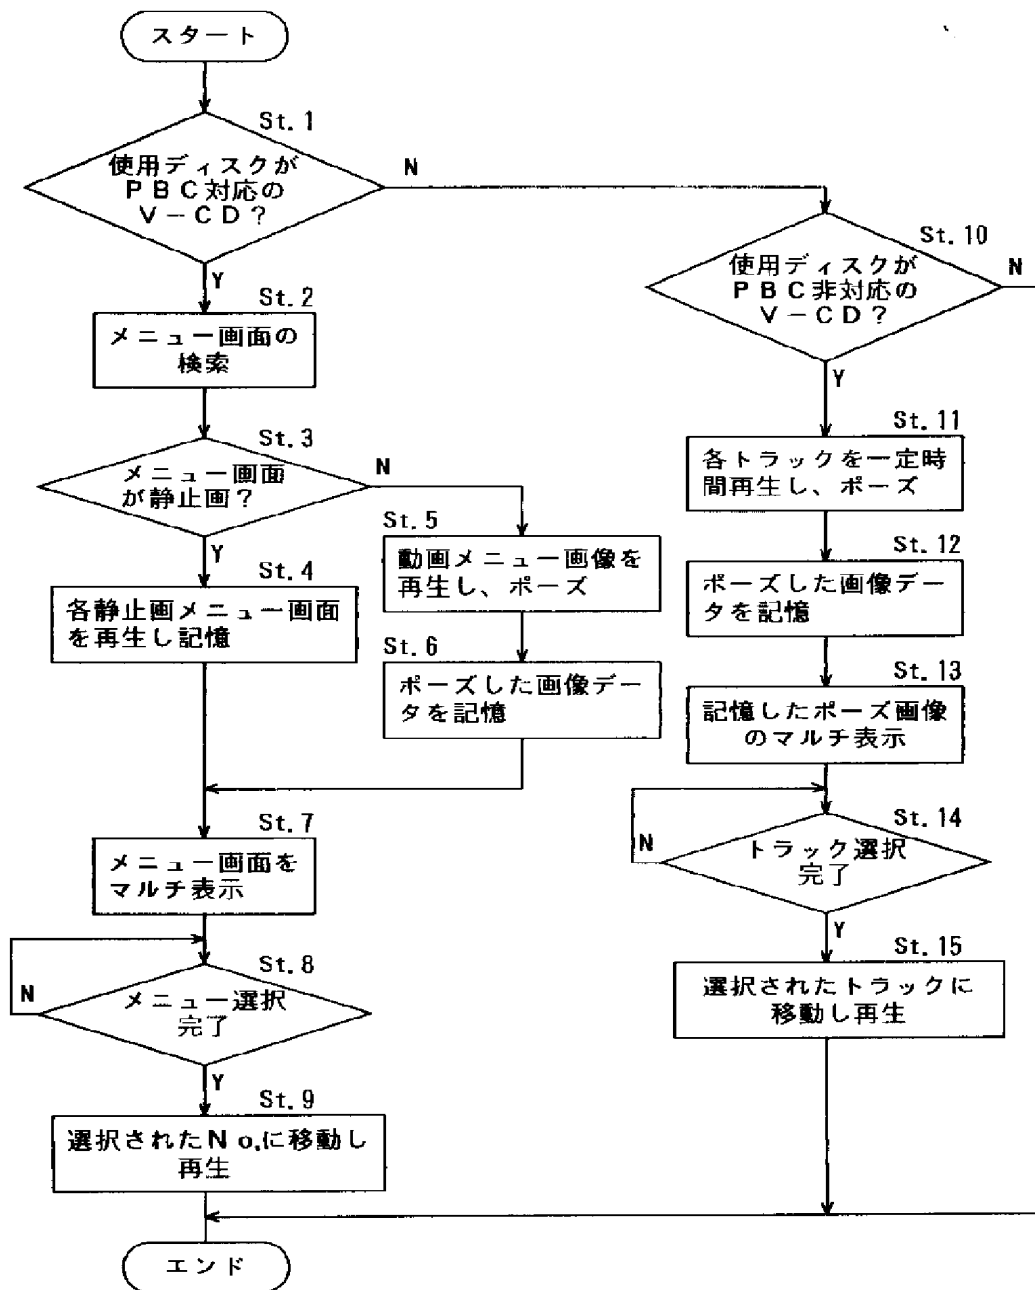 スタート
St.1
使用ディスクが
PBC対応の
V-CD?
N
Y
St.2
メニュー画面の
検索
St.3
メニュー画面
が静止画?
N
Y
St.4
各静止画メニュー画面
を再生し記憶
St.5
動画メニュー画像を
再生し、ポーズ
St.6
ポーズした画像デー
タを記憶
St.7
メニュー画面を
マルチ表示
St.8
メニュー選択
完了
N
Y
St.9
選択されたNo.に移動し
再生
エンド
St.10
使用ディスクが
PBC非対応の
V-CD?
N
Y
St.11
各トラックを一定時
間再生し、ポーズ
St.12
ポーズした画像デー
タを記憶
St.13
記憶したポーズ画像
のマルチ表示
St.14
トラック選択
完了
N
Y
St.15
選択されたトラックに
移動し再生